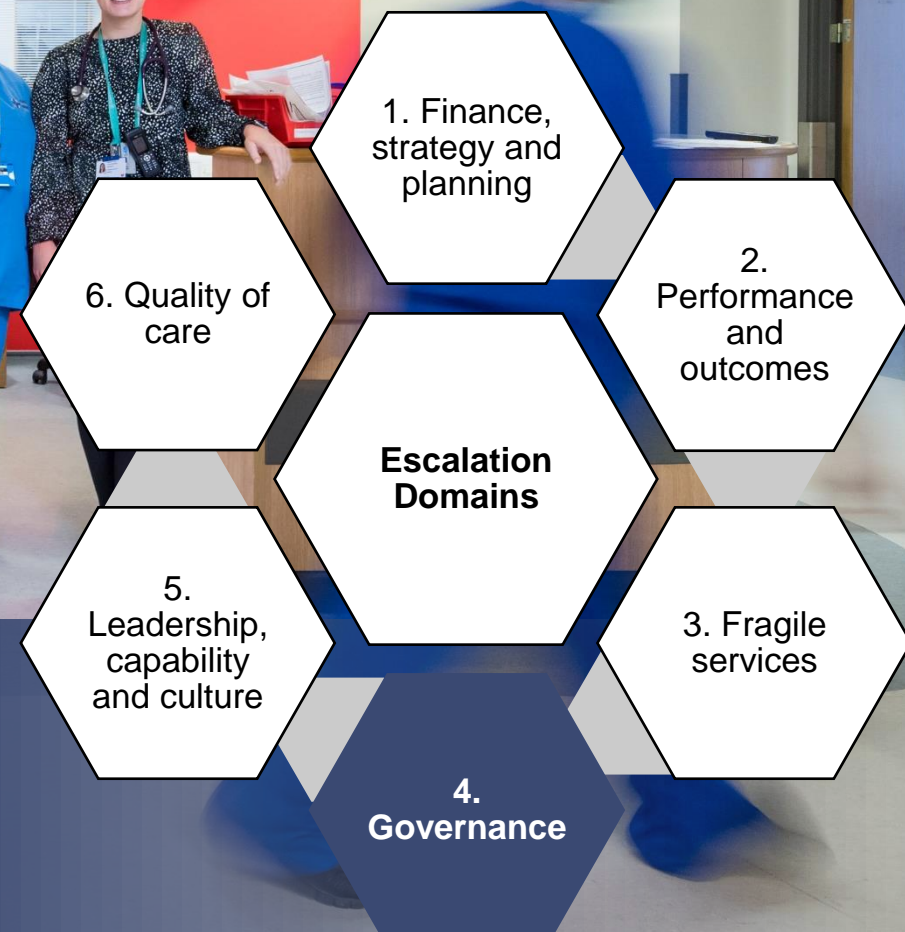 1. Finance,
strategy and
planning
2.
Performance
and
outcomes
3. Fragile
services
4.
Governance
5.
Leadership,
capability
and culture
6. Quality of
care
Escalation
Domains